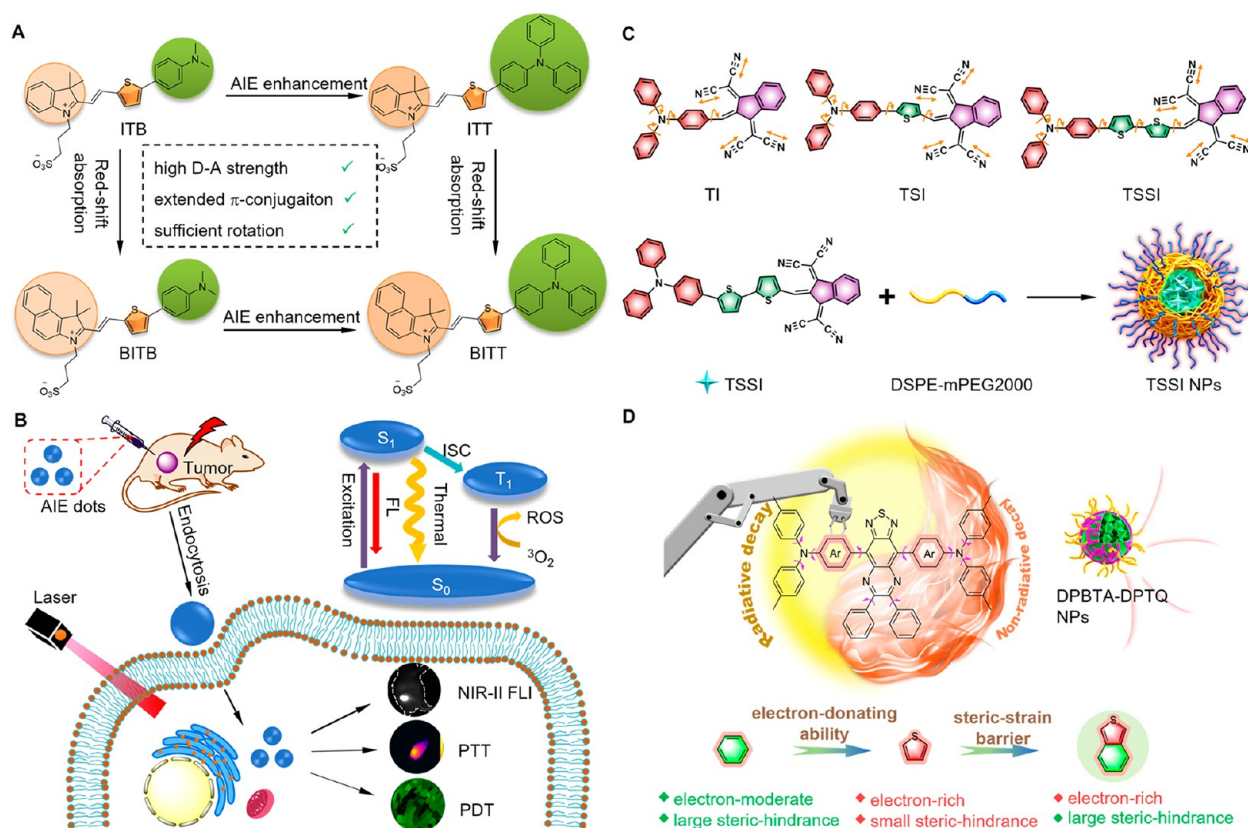 A
ITB
AIE enhancement
ITT
N
N
S
S
N
+
N
+
SO₃
−
SO₃
−
Red-shift
absorption
high D-A strength ✓
extended π-conjugaiton ✓
sufficient rotation ✓
Red-shift
absorption
BITB
AIE enhancement
BITT
N
N
S
S
N
+
N
+
O₃S
−
O₃S
−
B
AIE dots
Tumor
Endocytosis
Laser
S₁
ISC
T₁
Excitation
FL
Thermal
ROS
³O₂
S₀
NIR-II FLI
PTT
PDT
C
TI
TSI
TSSI
N≡C
C≡N
N
S
TSSI
+
DSPE-mPEG2000
TSSI NPs
D
Radiative decay
Non-radiative decay
N
Ar
N
S
N
Ar
N
N
N
DPBTA-DPTQ
NPs
electron-donating
ability
steric-strain
barrier
S
S
electron-moderate
large steric-hindrance
electron-rich
small steric-hindrance
electron-rich
large steric-hindrance